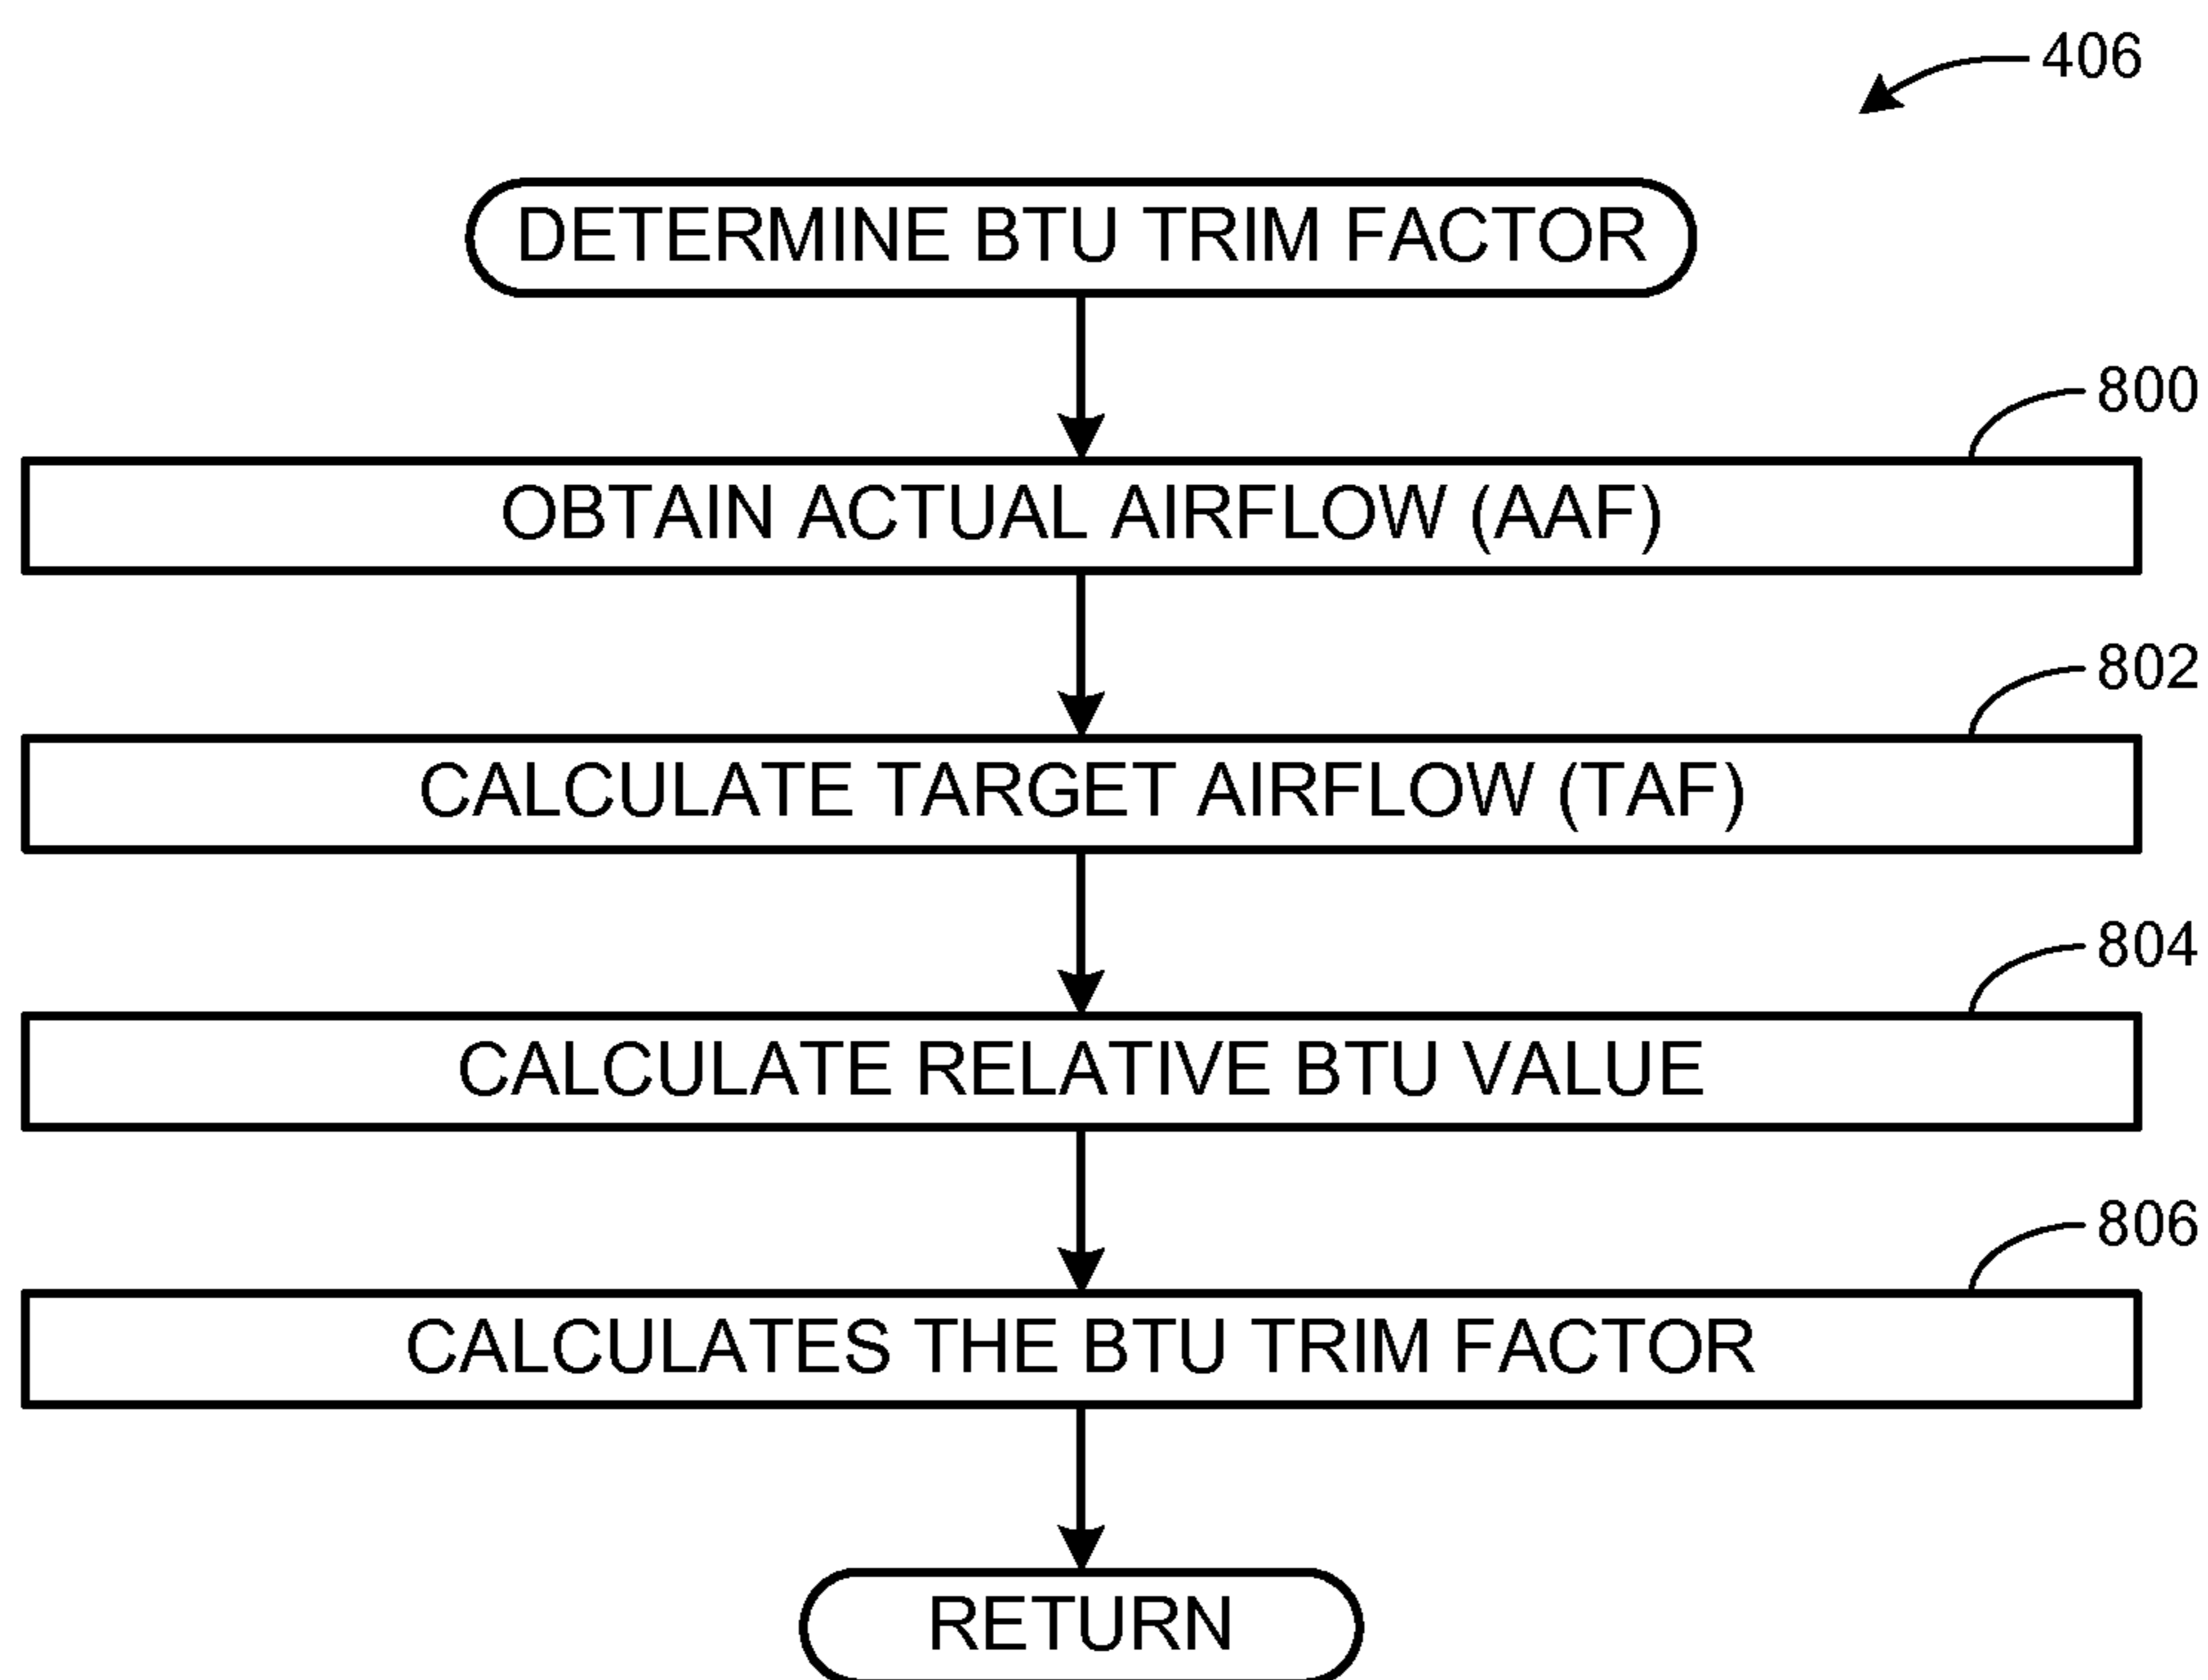 406
DETERMINE BTU TRIM FACTOR
800
OBTAIN ACTUAL AIRFLOW (AAF)
802
CALCULATE TARGET AIRFLOW (TAF)
804
CALCULATE RELATIVE BTU VALUE
806
CALCULATES THE BTU TRIM FACTOR
RETURN